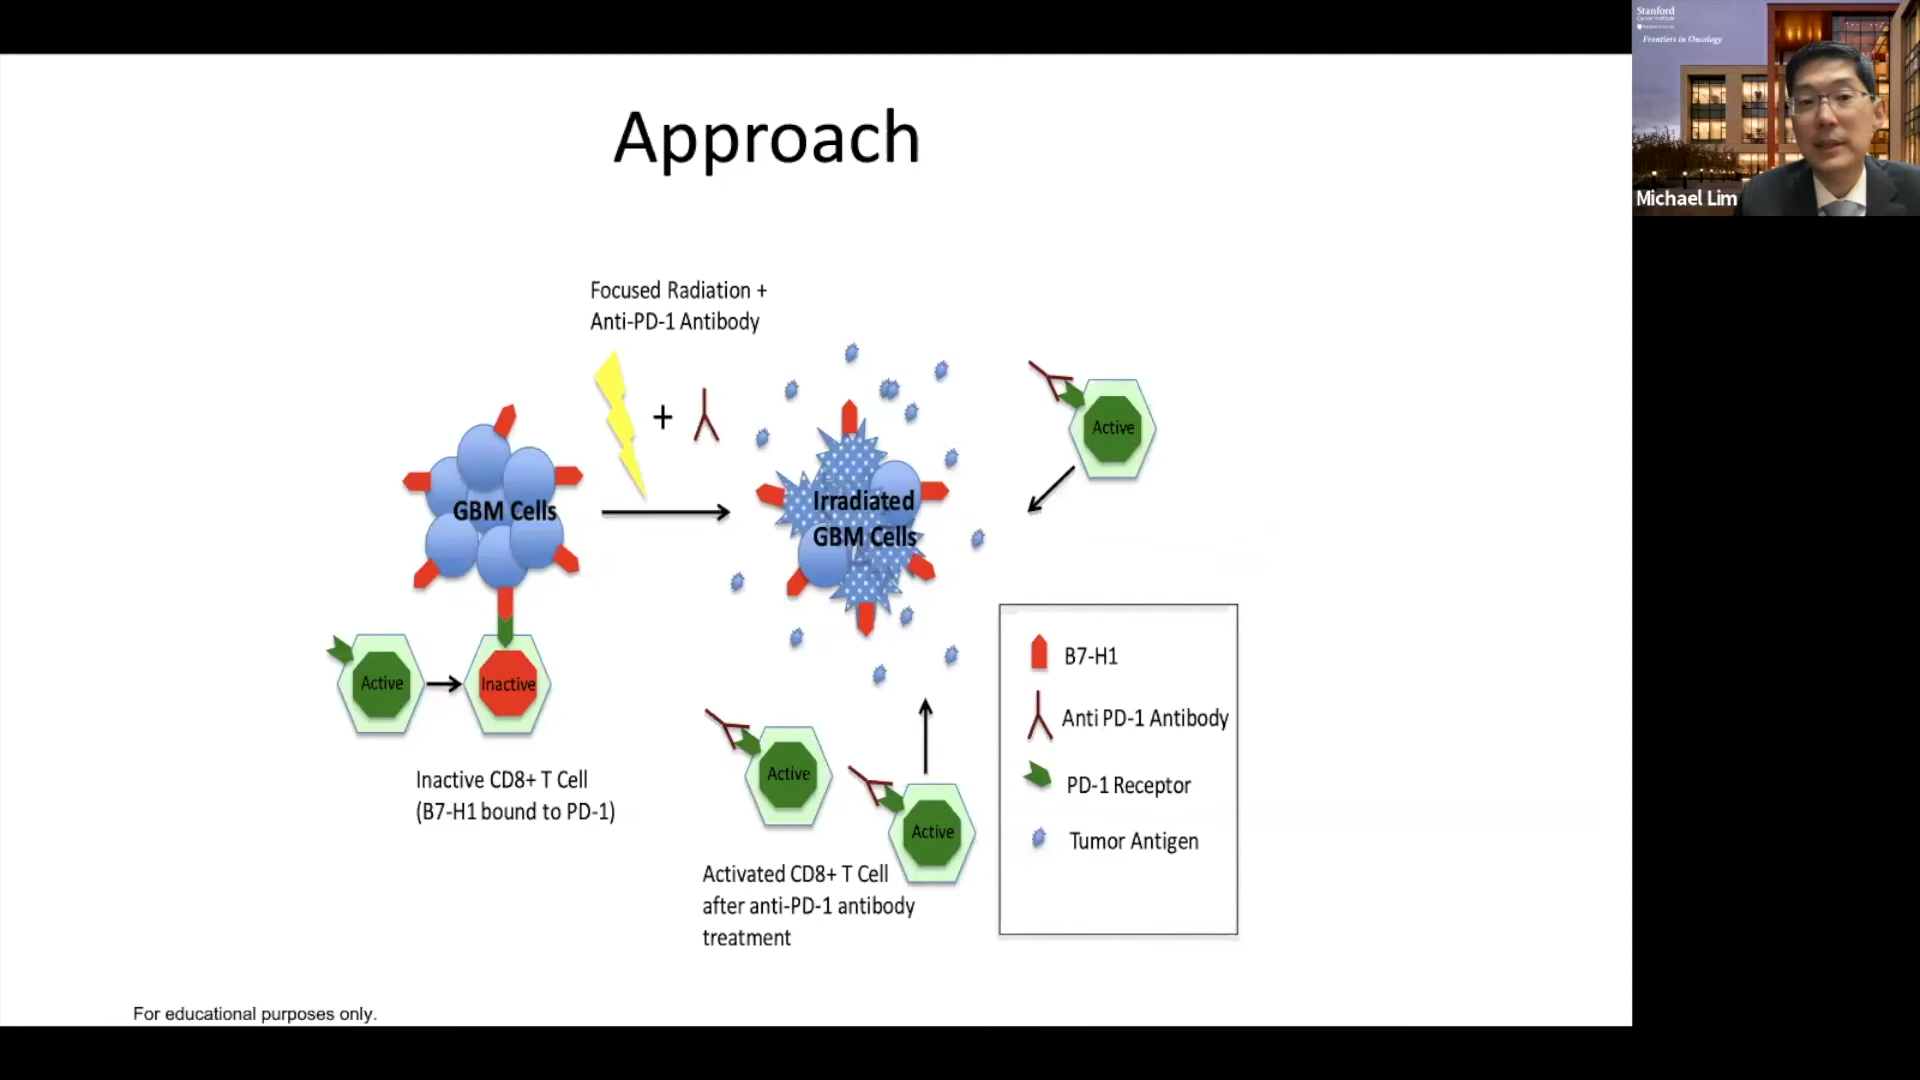 Approach
Focused Radiation +
Anti-PD-1 Antibody
+
GBM Cells
Irradiated
GBM Cells
Active
Active
Inactive
Inactive CD8+ T Cell
(B7-H1 bound to PD-1)
Active
Active
Activated CD8+ T Cell
after anti-PD-1 antibody
treatment
B7-H1
Anti PD-1 Antibody
PD-1 Receptor
Tumor Antigen
For educational purposes only.
Stanford
Frontiers in Oncology
Michael Lim